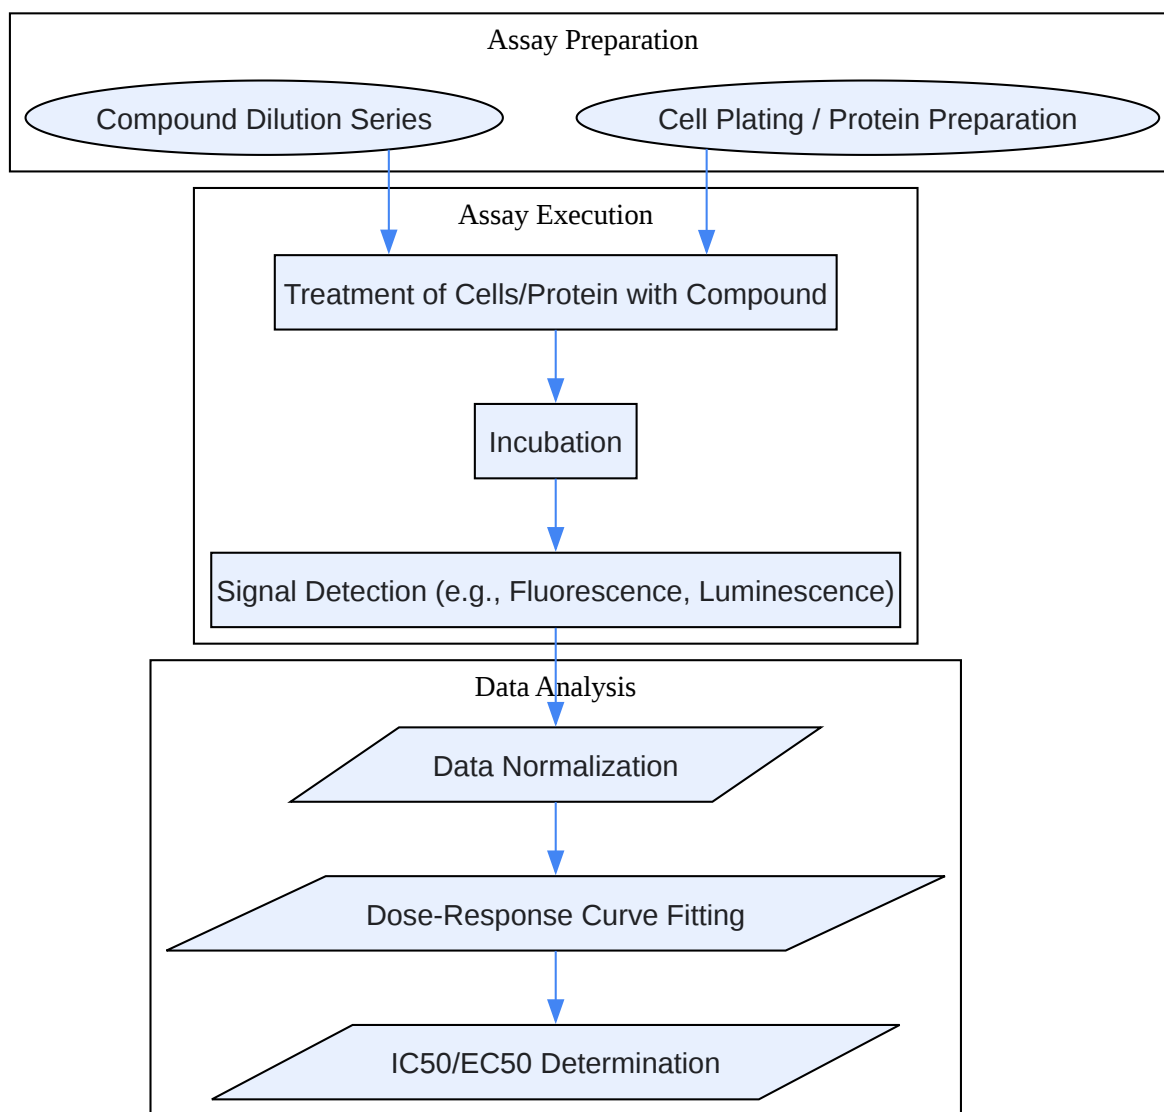 Assay Preparation
Compound Dilution Series
Cell Plating / Protein Preparation
Assay Execution
Treatment of Cells/Protein with Compound
Incubation
Signal Detection (e.g., Fluorescence, Luminescence)
Data Analysis
Data Normalization
Dose-Response Curve Fitting
IC50/EC50 Determination